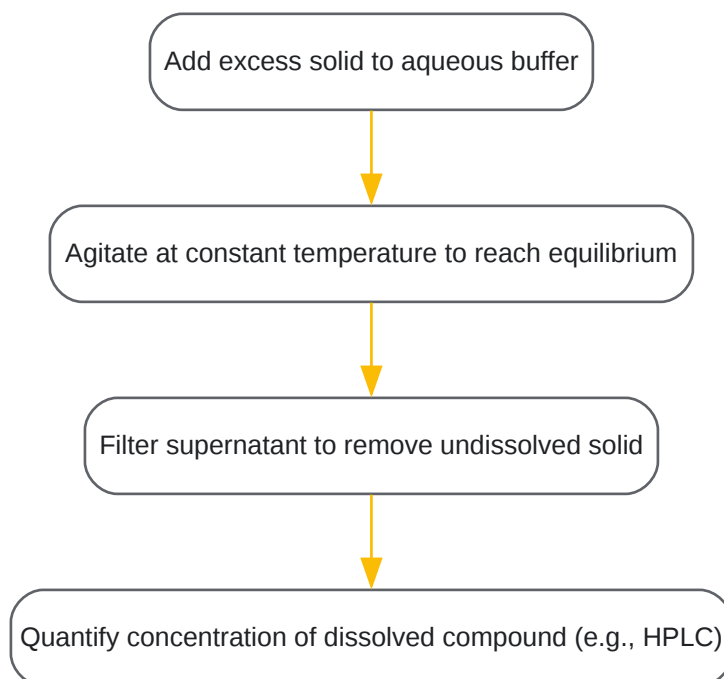 Add excess solid to aqueous buffer
Agitate at constant temperature to reach equilibrium
Filter supernatant to remove undissolved solid
Quantify concentration of dissolved compound (e.g., HPLC)